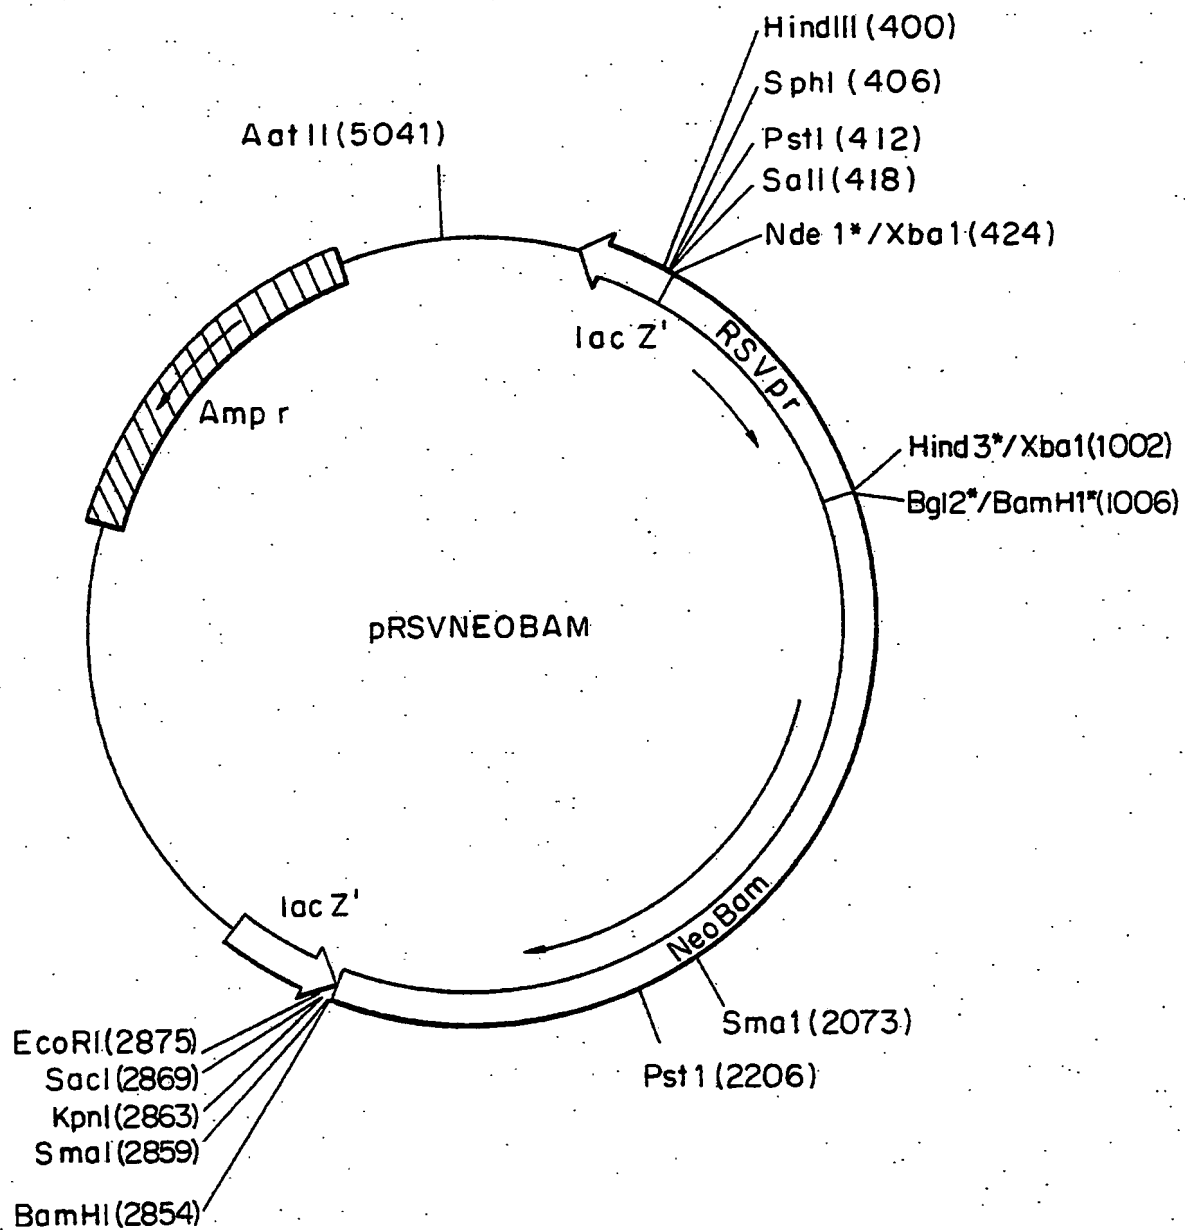 HindIII (400)
SphI (406)
AatII (5041)
PstI (412)
SalI (418)
Nde 1*/Xba1 (424)
lac Z'
RSVpr
Amp r
Hind3*/Xba1(1002)
Bgl2*/BamH1*(1006)
pRSVNEOBAM
lac Z'
NeoBam
Sma1(2073)
Pst1(2206)
EcoRI(2875)
SacI(2869)
KpnI(2863)
SmaI(2859)
BamHI(2854)